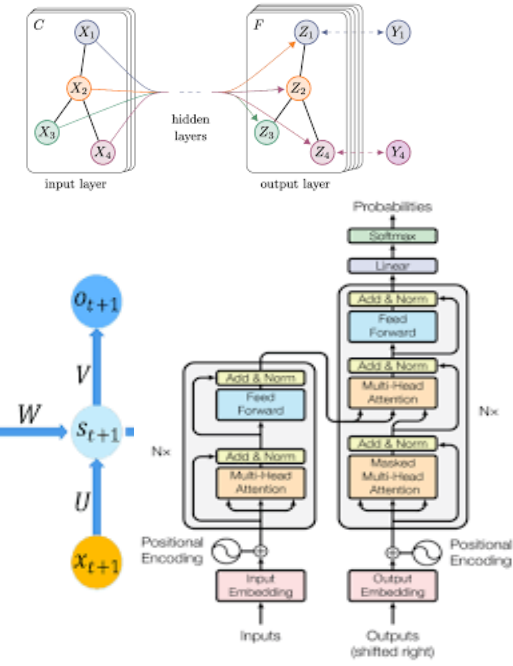 C
F
X₁
X₂
X₃
X₄
hidden
layers
Z₁
Z₂
Z₃
Z₄
Y₁
Y₄
input layer
output layer
o_{t+1}
V
W
s_{t+1}
U
x_{t+1}
Probabilities
Softmax
Linear
Add & Norm
Feed
Forward
Add & Norm
Multi-Head
Attention
Add & Norm
Masked
Multi-Head
Attention
N×
Add & Norm
Feed
Forward
N×
Add & Norm
Multi-Head
Attention
Positional
Encoding
Positional
Encoding
Input
Embedding
Output
Embedding
Inputs
Outputs
(shifted right)